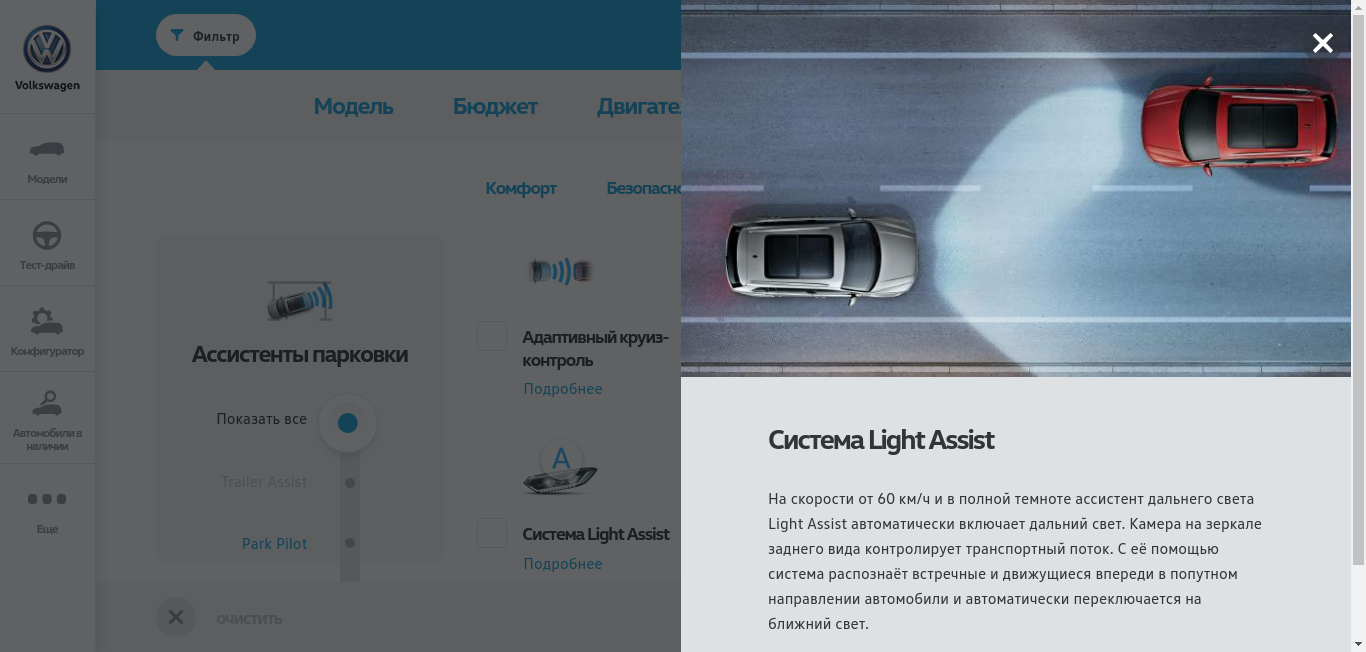 Volkswagen
Модели
Тест-драйв
Конфигуратор
Автомобили в
наличии
Еще
Фильтр
Модель
Бюджет
Двигател
Комфорт
Безопасно
Ассистенты парковки
Показать все
Trailer Assist
Park Pilot
Адаптивный круиз-
контроль
Подробнее
A
Система Light Assist
Подробнее
очистить
Система Light Assist
На скорости от 60 км/ч и в полной темноте ассистент дальнего света
Light Assist автоматически включает дальний свет. Камера на зеркале
заднего вида контролирует транспортный поток. С её помощью
система распознаёт встречные и движущиеся впереди в попутном
направлении автомобили и автоматически переключается на
ближний свет.